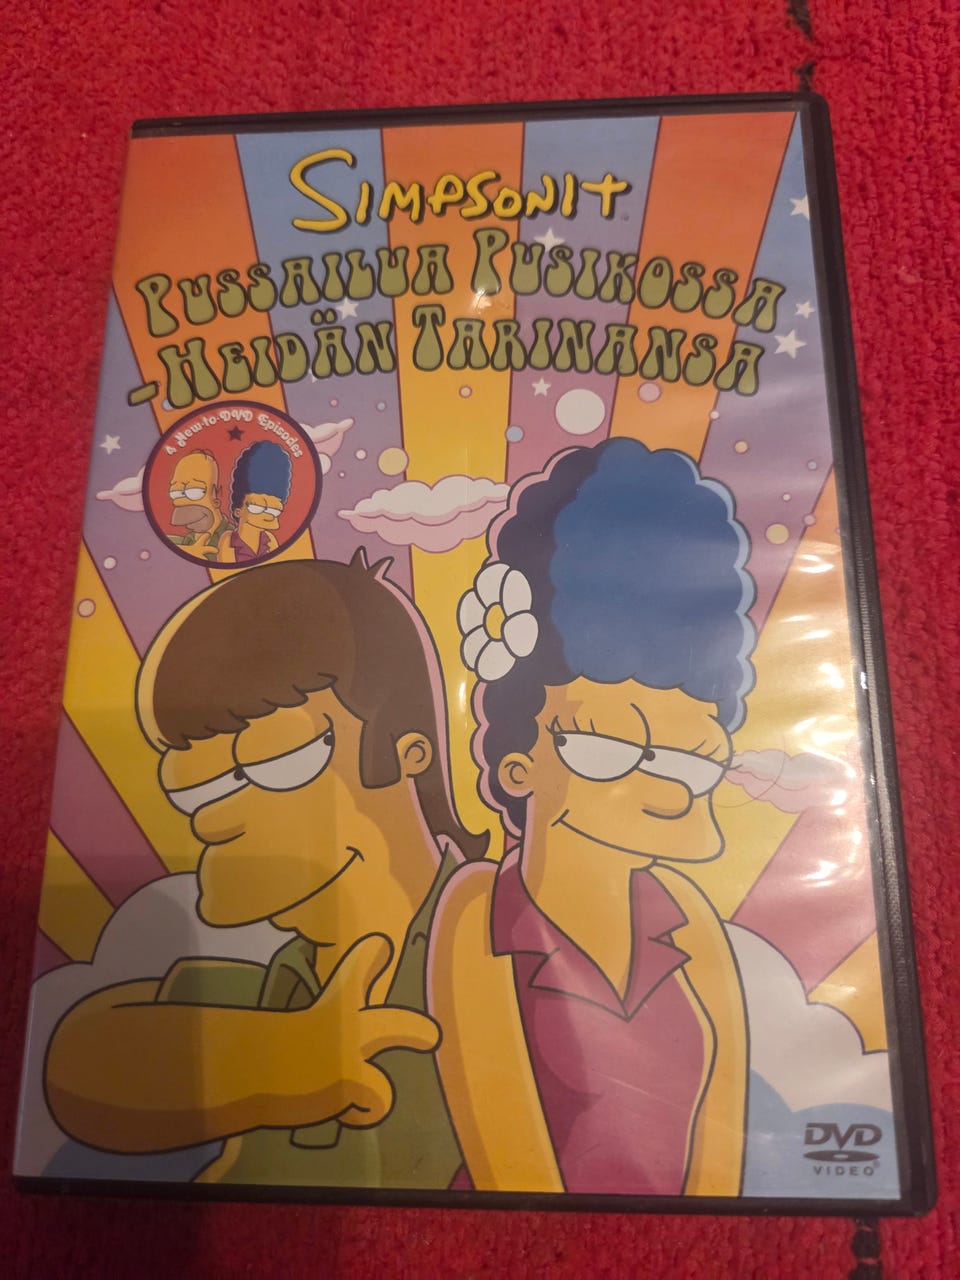 SIMPSONIT
PUSSAILUA PUSIKOSSA
-HEIDÄN TARINANSA
4 New-to-DVD Episodes
DVD
VIDEO